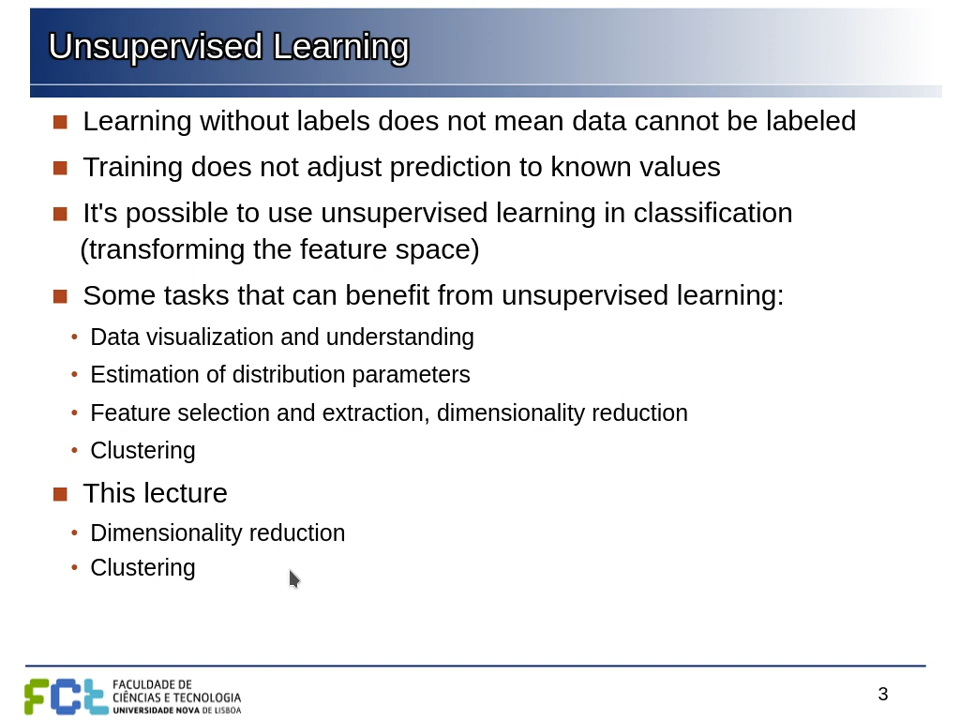 Unsupervised Learning
Learning without labels does not mean data cannot be labeled
Training does not adjust prediction to known values
It's possible to use unsupervised learning in classification
(transforming the feature space)
Some tasks that can benefit from unsupervised learning:
Data visualization and understanding
Estimation of distribution parameters
Feature selection and extraction, dimensionality reduction
Clustering
This lecture
Dimensionality reduction
Clustering
FCt
FACULDADE DE
CIÊNCIAS E TECNOLOGIA
UNIVERSIDADE NOVA DE LISBOA
3